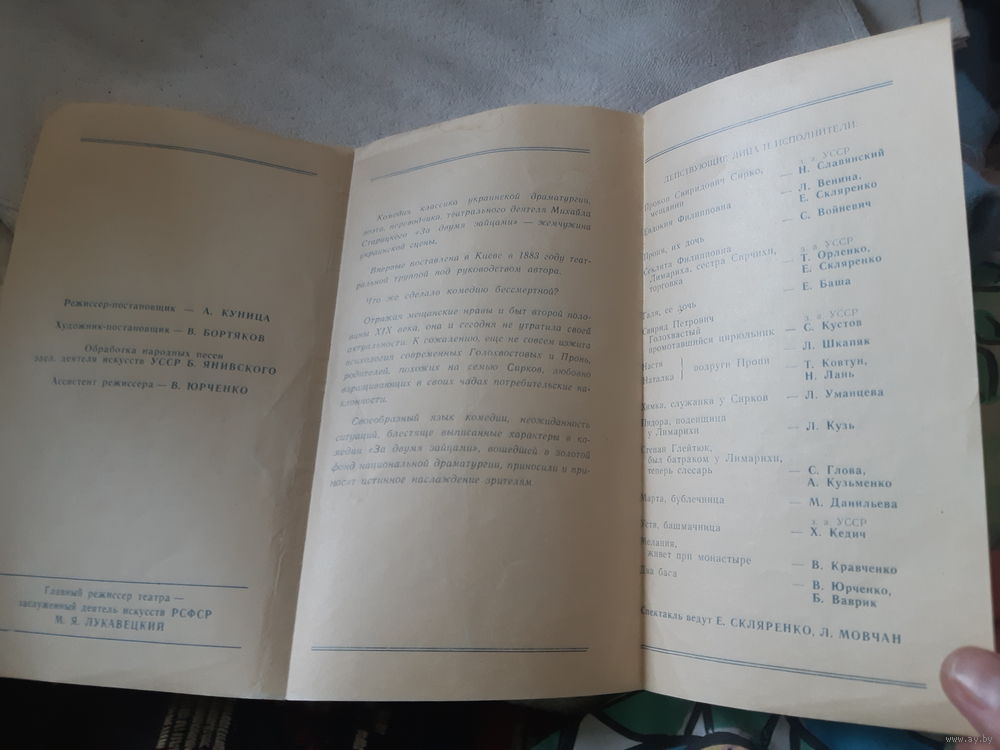 Режиссер-постановщик — А. КУНИЦА
Художник-постановщик — В. БОРТЯКОВ
Обработка народных песен
засл. деятеля искусств УССР Б. ЯНИВСКОГО
Ассистент режиссера — В. ЮРЧЕНКО
Главный режиссер театра —
заслуженный деятель искусств РСФСР
М. Я. ЛУКАВЕЦКИЙ
Комедия классика украинской драматургии,
поэта, переводчика, театрального деятеля Михайла
Старицкого «За двумя зайцами» — жемчужина
украинской сцены.
Впервые поставлена в Киеве в 1883 году теат-
ральной труппой под руководством автора.
Что же сделало комедию бессмертной?
Отражая мещанские нравы и быт второй поло-
вины XIX века, она и сегодня не утратила своей
актуальности. К сожалению, еще не совсем изжита
психология современных Голохвостовых и Пронь,
родителей, похожих на семью Сирков, любовно
взращивающих в своих чадах потребительские на-
клонности.
Своеобразный язык комедии, неожиданность
ситуаций, блестяще выписанные характеры в ко-
медии «За двумя зайцами», вошедшей в золотой
фонд национальной драматургии, приносили и при-
носят истинное наслаждение зрителям.
ДЕЙСТВУЮЩИЕ ЛИЦА И ИСПОЛНИТЕЛИ:
з. а. УССР
Прокоп Свиридович Сирко,
мещанин — Н. Славянский
Евдокия Филипповна — Л. Венина,
Е. Скляренко
Проня, их дочь — С. Войневич
Секлита Филипповна
Лимариха, сестра Сирчихи,
торговка
з. а. УССР
— Т. Орленко,
Е. Скляренко
Галя, ее дочь — Е. Баша
Свирид Петрович
Голохвастый
промотавшийся цирюльник
з. а. УССР
— С. Кустов
Настя
Наталка
подруги Прони
— Л. Шкапяк
— Т. Ковтун,
Н. Лань
Химка, служанка у Сирков — Л. Уманцева
Пидора, поденщица
у Лимарихи — Л. Кузь
Степан Глейтюк,
был батраком у Лимарихи,
теперь слесарь — С. Глова,
А. Кузьменко
Марта, бубличница — М. Данильева
з. а. УССР
Устя, башмачница — Х. Кедич
Мелания,
живет при монастыре — В. Кравченко
Два баса — В. Юрченко,
Б. Ваврик
Спектакль ведут Е. СКЛЯРЕНКО, Л. МОВЧАН
www.ay.by